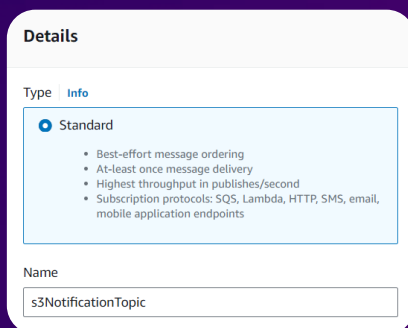 Details
Type Info
Standard
• Best-effort message ordering
• At-least once message delivery
• Highest throughput in publishes/second
• Subscription protocols: SQS, Lambda, HTTP, SMS, email,
mobile application endpoints
Name
s3NotificationTopic